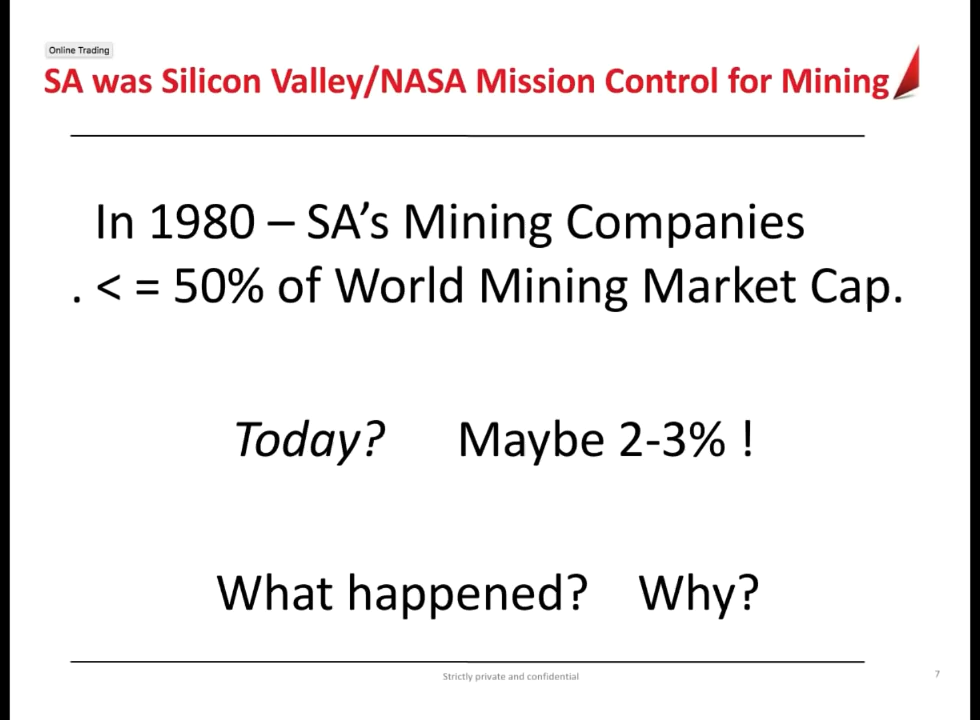 Online Trading
SA was Silicon Valley/NASA Mission Control for Mining
In 1980 – SA’s Mining Companies
. < = 50% of World Mining Market Cap.
Today? Maybe 2-3% !
What happened? Why?
Strictly private and confidential
7